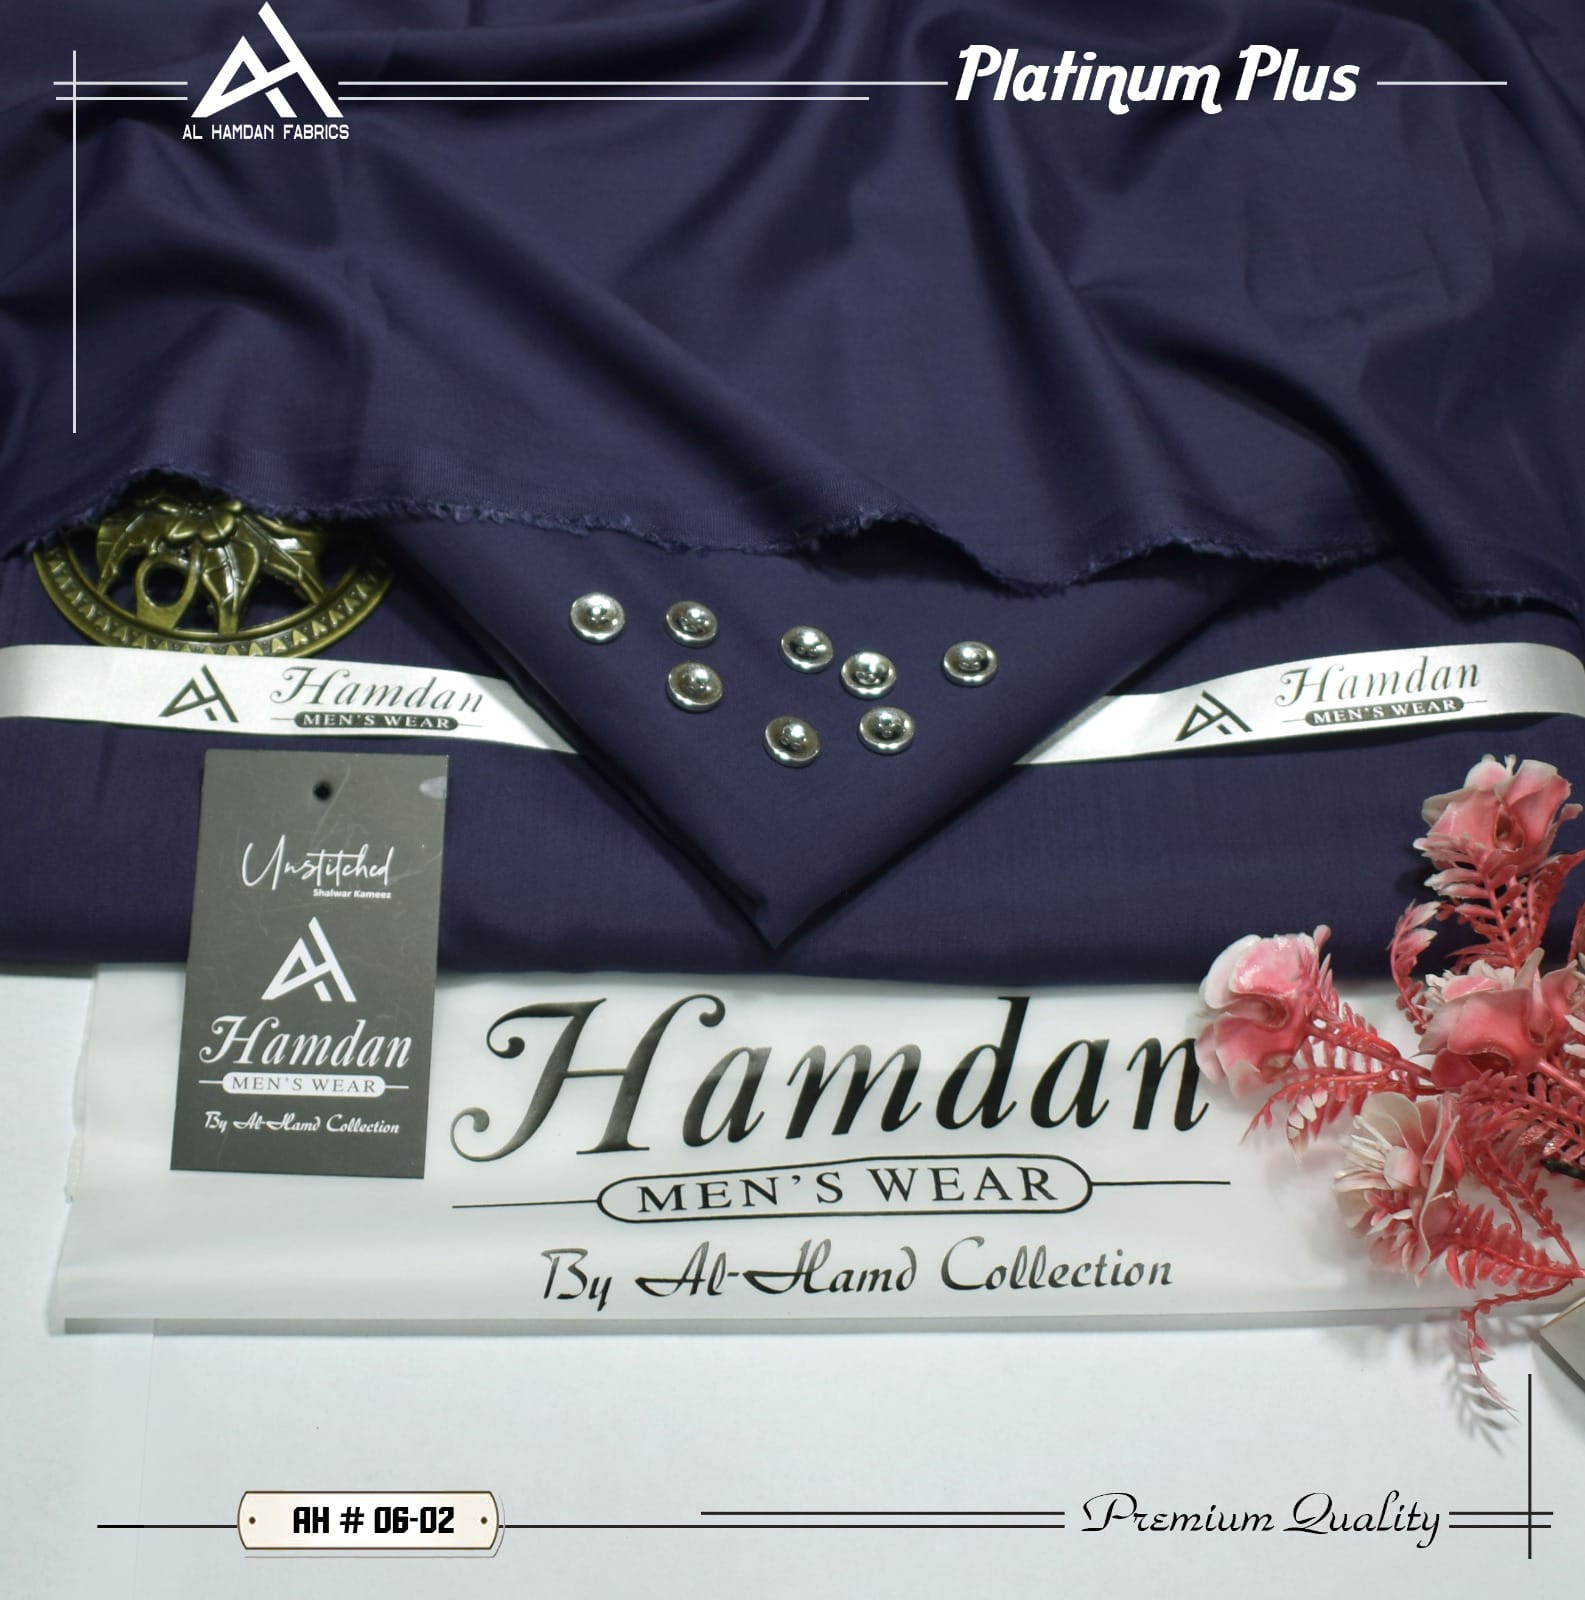 AL HAMDAN FABRICS
Platinum Plus
Hamdan
MEN'S WEAR
Hamdan
MEN'S WEAR
Unstitched
Shalwar Kameez
Hamdan
MEN'S WEAR
By Al-Hamd Collection
Hamdan
MEN'S WEAR
By Al-Hamd Collection
AH # 06-02
Premium Quality